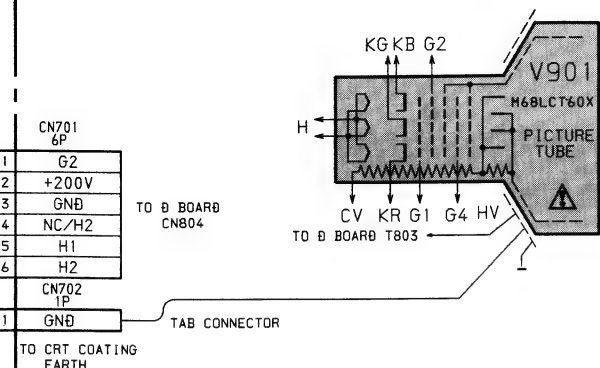 KG KB G2
V901
M68LCT60X
PICTURE
TUBE
H
CV KR G1 G4 HV
TO D BOARD T803
CN701
6P
1 G2
2 +200V
3 GND
4 NC/H2
5 H1
6 H2
TO D BOARD
CN804
CN702
1P
1 GND
TAB CONNECTOR
TO CRT COATING
EARTH